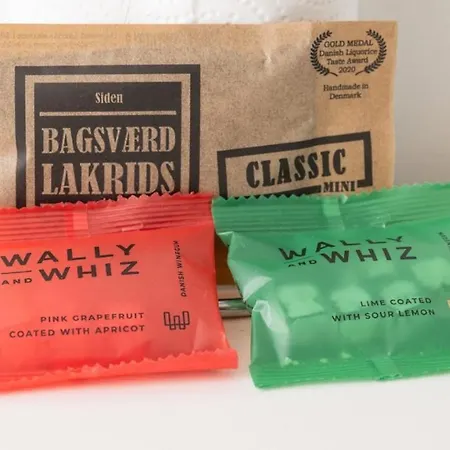 GOLD MEDAL
Danish Liquorice
Taste Award
2020
Handmade in
Denmark
Siden
BAGSVÆRD
LAKRIDS
CLASSIC
MINI
WALLY
AND WHIZ
DANISH WINEGUM
PINK GRAPEFRUIT
COATED WITH APRICOT
WALLY
AND WHIZ
LIME COATED
WITH SOUR LEMON